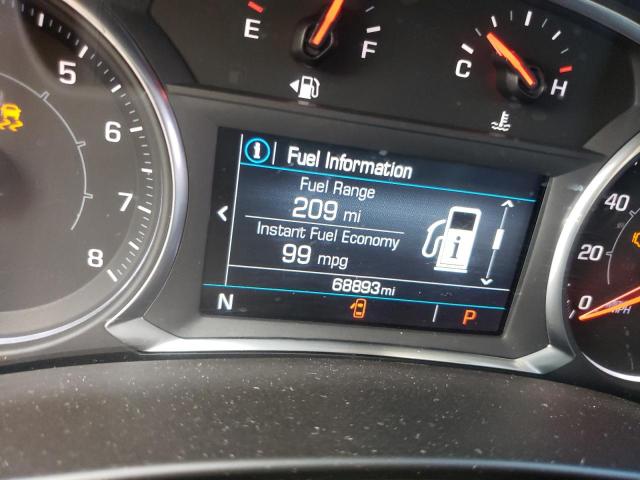 E
F
C
H
5
6
7
8
Fuel Information
Fuel Range
209 mi
Instant Fuel Economy
99 mpg
68893mi
N
P
40
20
0
MPH